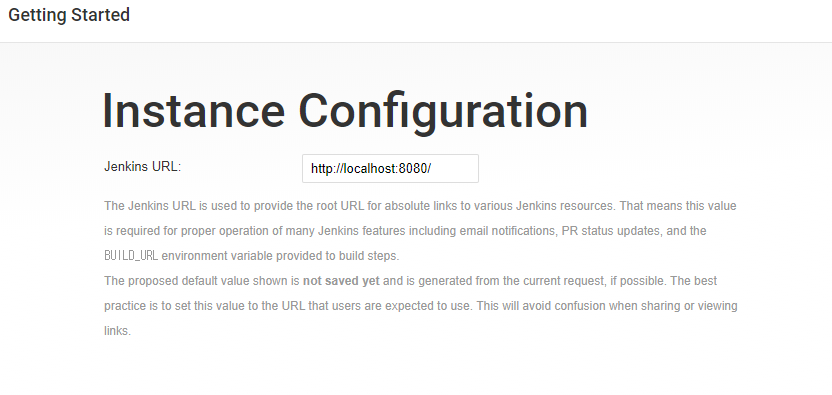 Getting Started
Instance Configuration
Jenkins URL: http://localhost:8080/
The Jenkins URL is used to provide the root URL for absolute links to various Jenkins resources. That means this value
is required for proper operation of many Jenkins features including email notifications, PR status updates, and the
BUILD_URL environment variable provided to build steps.
The proposed default value shown is not saved yet and is generated from the current request, if possible. The best
practice is to set this value to the URL that users are expected to use. This will avoid confusion when sharing or viewing
links.